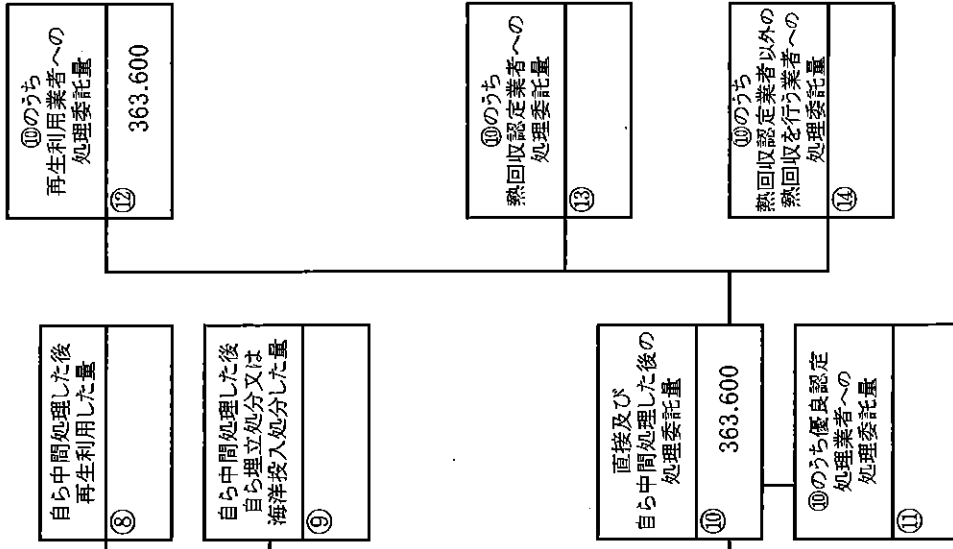 自ら中間処理した後
再生利用した量
⑧
自ら中間処理した後
自ら埋立処分又は
海洋投入処分した量
⑨
直接及び
自ら中間処理した後の
処理委託量
⑩
363.600
⑩のうち優良認定
処理業者への
処理委託量
⑪
⑩のうち
再生利用業者への
処理委託量
⑫
363.600
⑩のうち
熱回収認定業者への
処理委託量
⑬
⑩のうち
熱回収認定業者以外の
熱回収を行う業者への
処理委託量
⑭